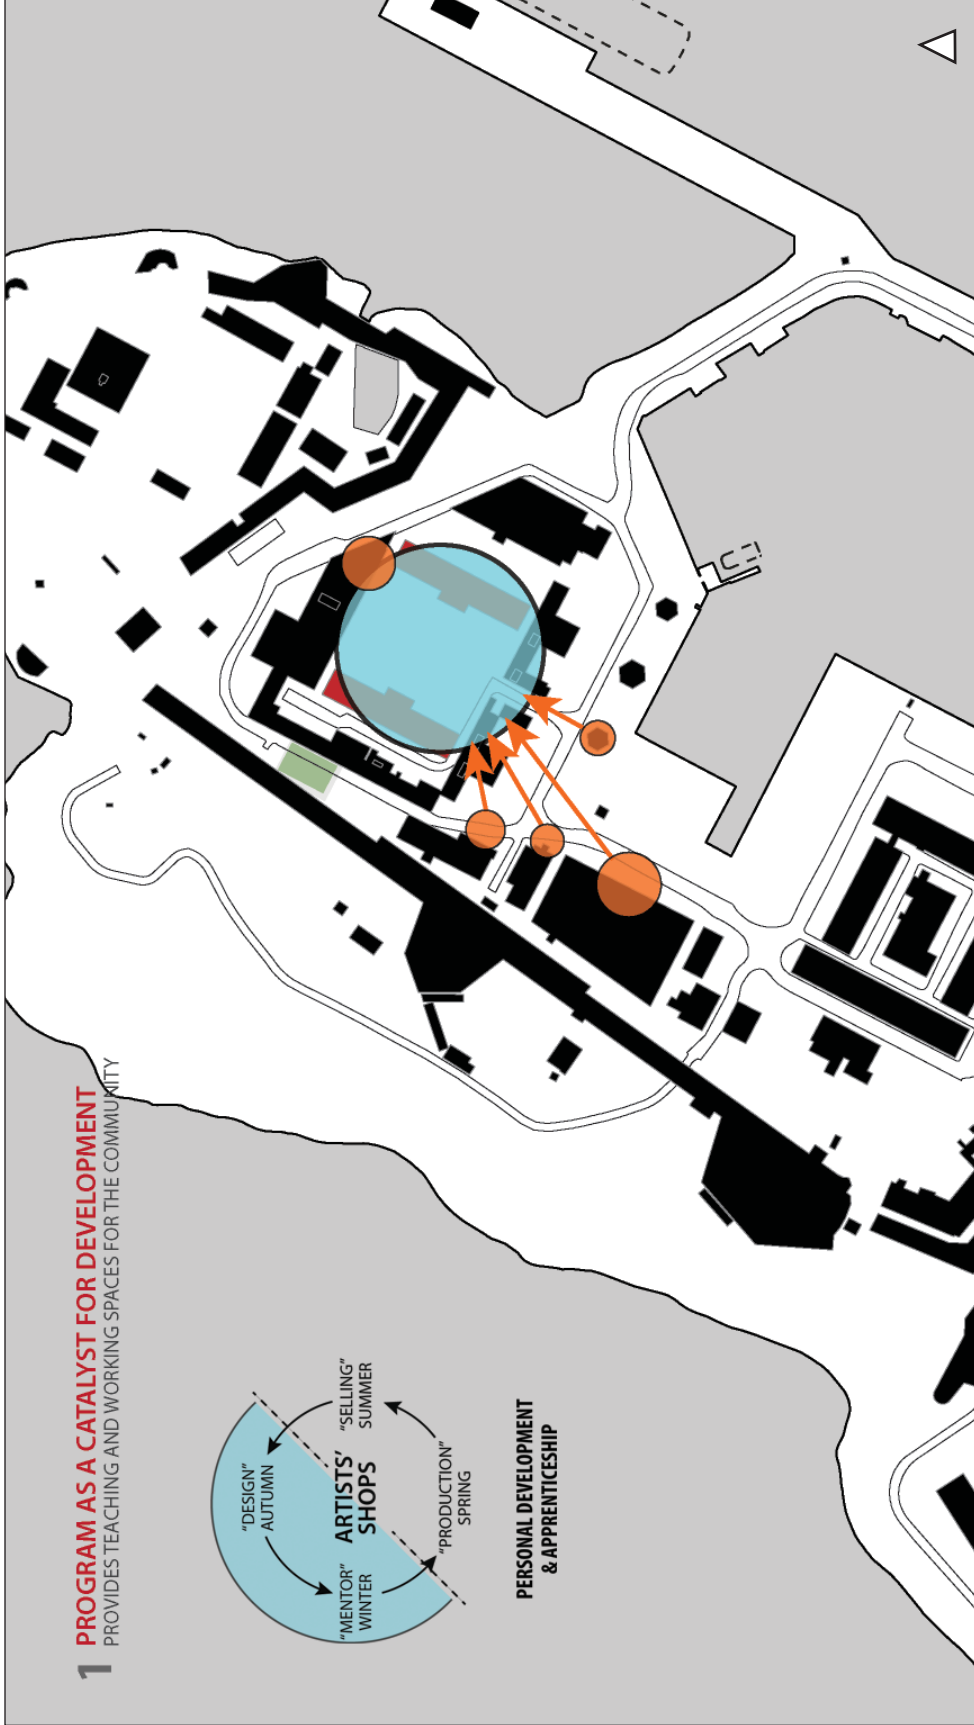 1 PROGRAM AS A CATALYST FOR DEVELOPMENT
PROVIDES TEACHING AND WORKING SPACES FOR THE COMMUNITY
"DESIGN"
AUTUMN
"MENTOR"
WINTER
ARTISTS'
SHOPS
"SELLING"
SUMMER
"PRODUCTION"
SPRING
PERSONAL DEVELOPMENT
& APPRENTICESHIP